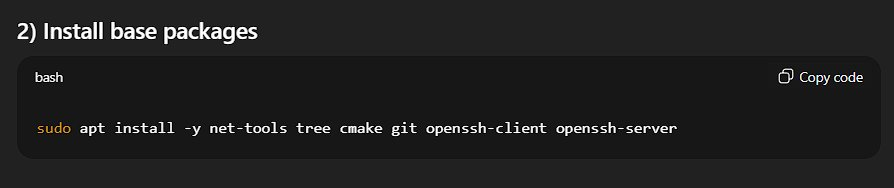 2) Install base packages
bash
Copy code
sudo apt install -y net-tools tree cmake git openssh-client openssh-server